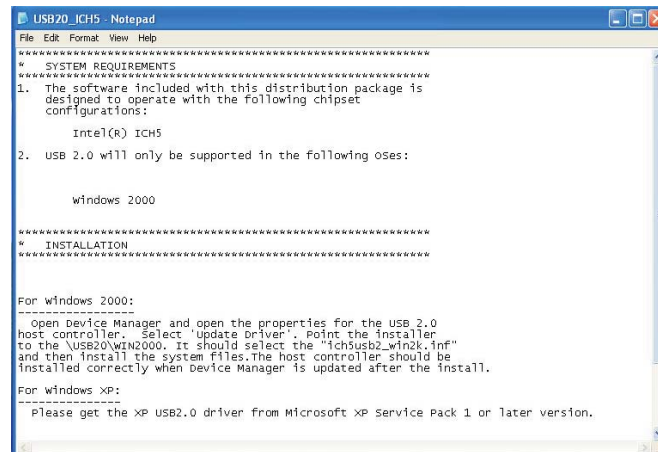 USB20_ICH5 - Notepad
File Edit Format View Help
*************************************************************
* SYSTEM REQUIREMENTS
*************************************************************
1. The software included with this distribution package is
designed to operate with the following chipset
configurations:
Intel(R) ICH5
2. USB 2.0 will only be supported in the following OSes:
Windows 2000
*************************************************************
* INSTALLATION
*************************************************************
For Windows 2000:
-----------------
Open Device Manager and open the properties for the USB 2.0
host controller. Select 'Update Driver'. Point the installer
to the \USB20\WIN2000. It should select the "ich5usb2_win2k.inf"
and then install the system files.The host controller should be
installed correctly when Device Manager is updated after the install.
For Windows XP:
---------------
Please get the XP USB2.0 driver from Microsoft XP Service Pack 1 or later version.